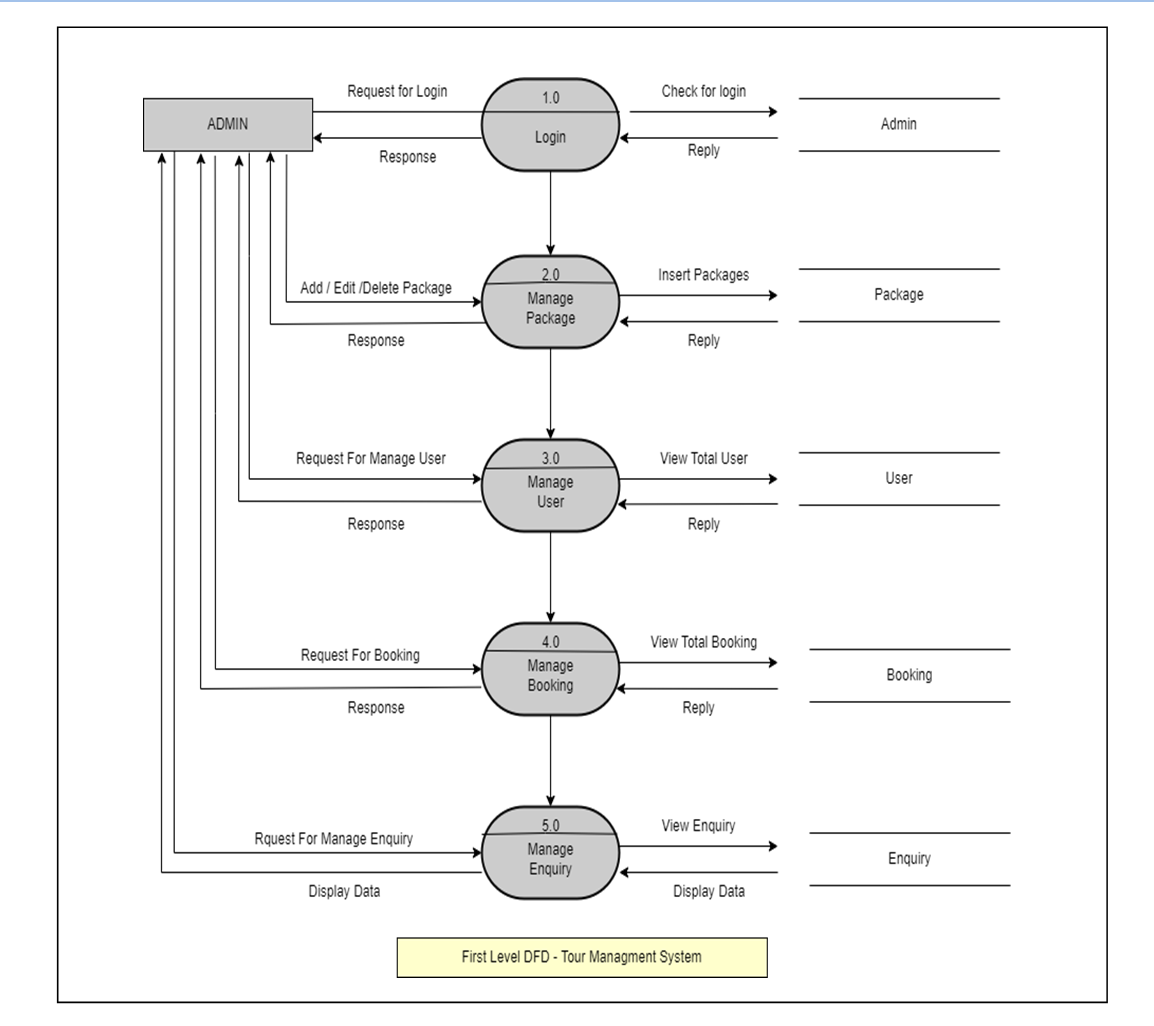 Request for Login
1.0
Check for login
ADMIN
Login
Admin
Response
Reply
2.0
Insert Packages
Add / Edit /Delete Package
Manage
Package
Package
Response
Reply
Request For Manage User
3.0
View Total User
Manage
User
User
Response
Reply
Request For Booking
4.0
View Total Booking
Manage
Booking
Booking
Response
Reply
Rquest For Manage Enquiry
5.0
View Enquiry
Manage
Enquiry
Enquiry
Display Data
Display Data
First Level DFD - Tour Managment System